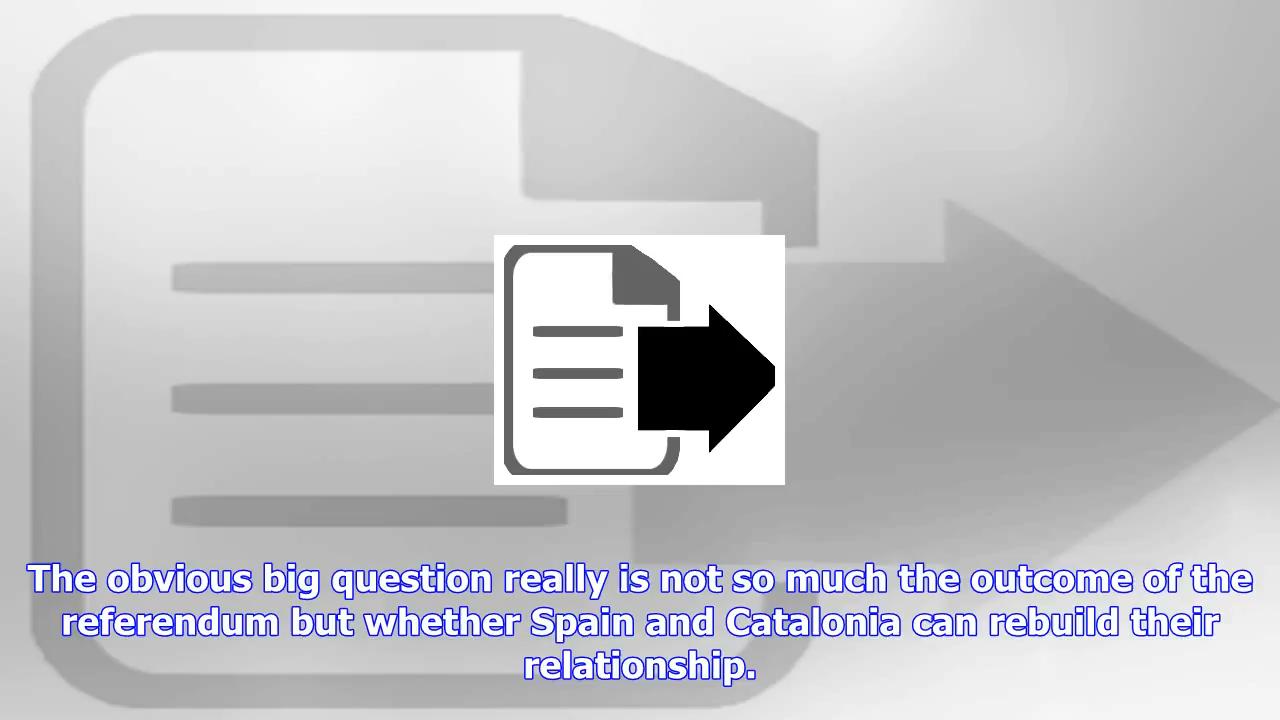 The obvious big question really is not so much the outcome of the
referendum but whether Spain and Catalonia can rebuild their
relationship.